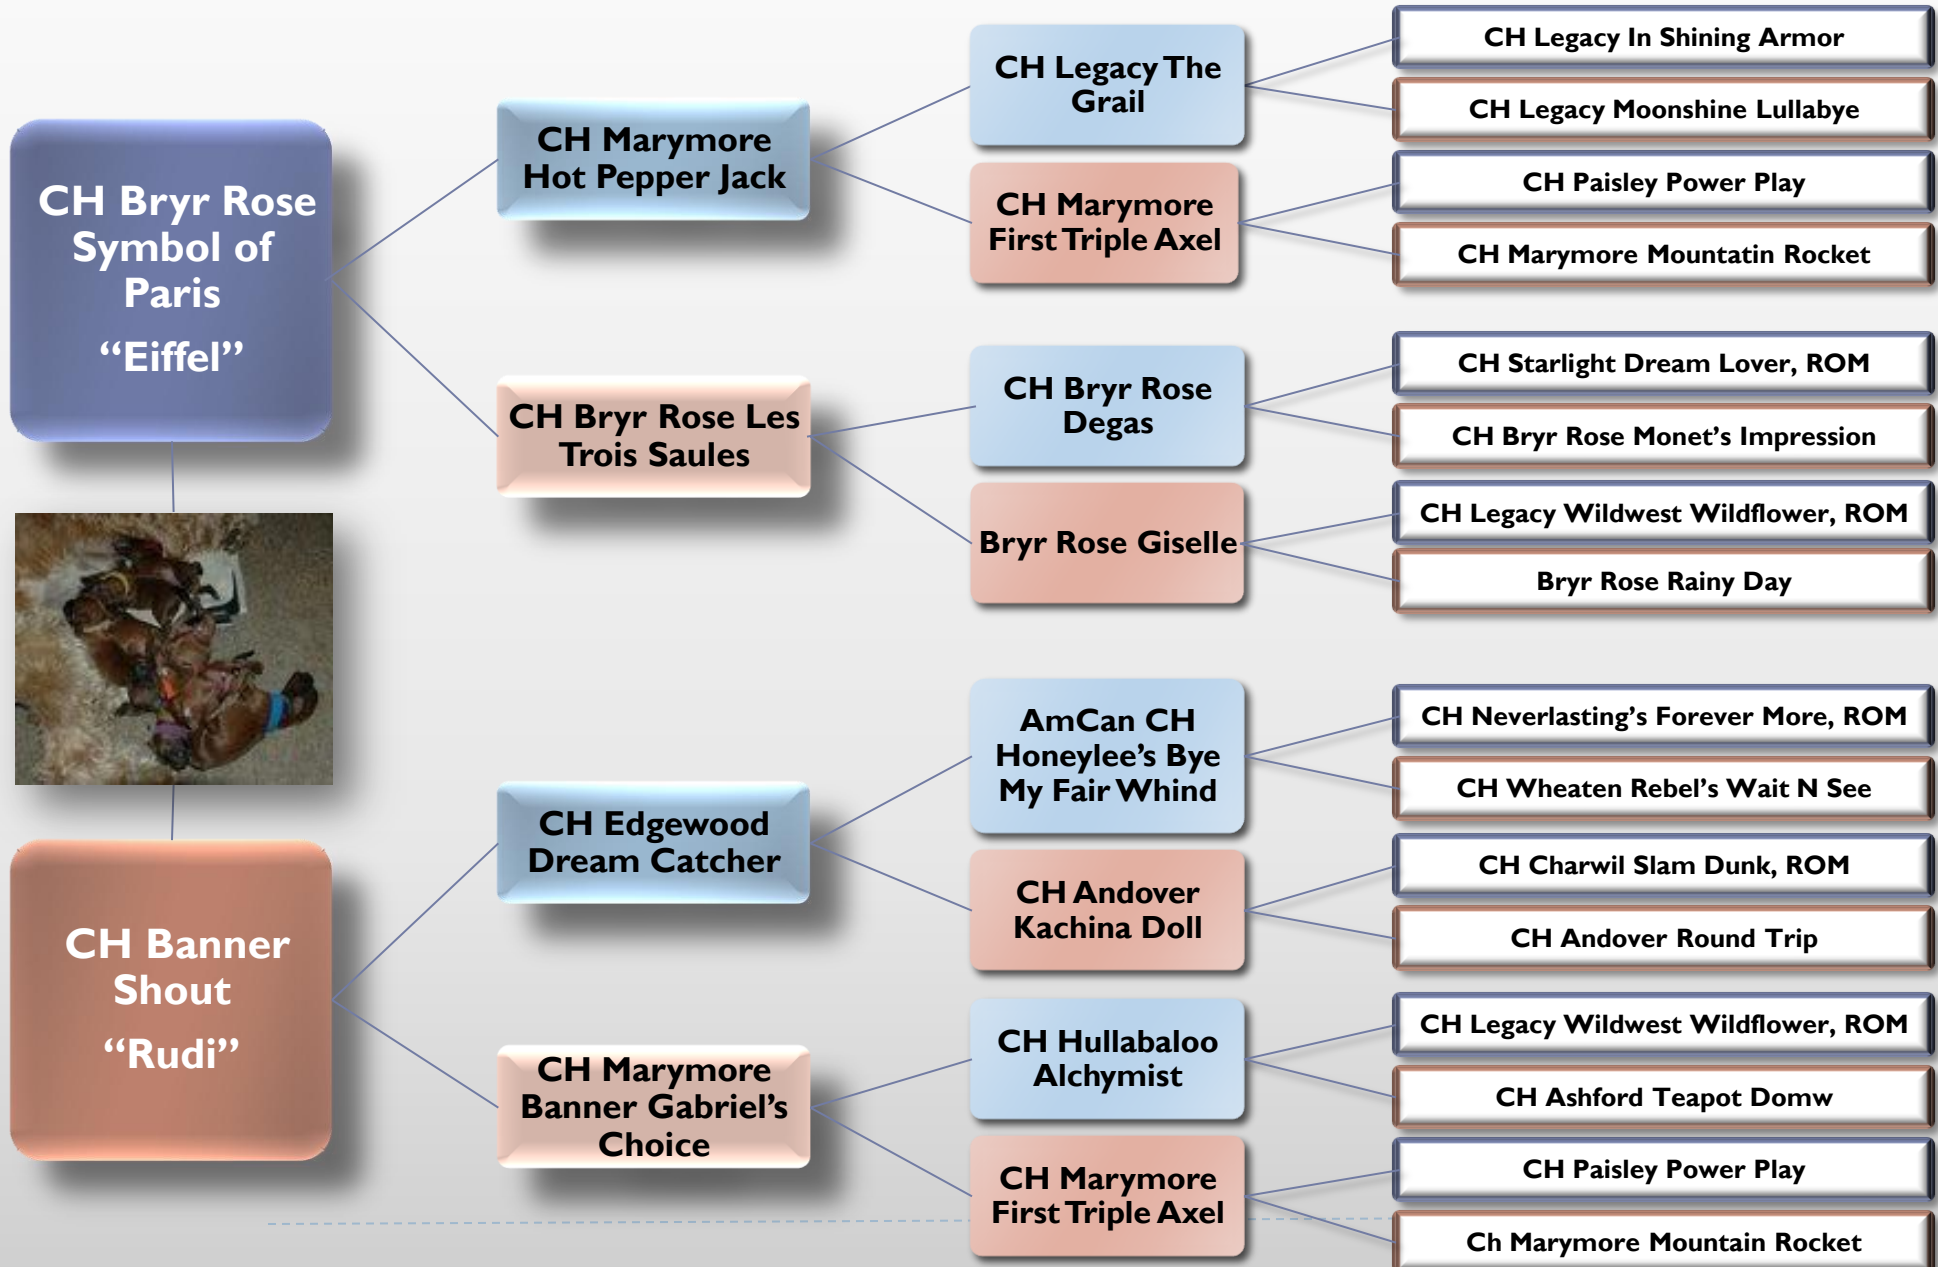 CH Bryr Rose
Symbol of
Paris
“Eiffel”
CH Banner
Shout
“Rudi”
CH Marymore
Hot Pepper Jack
CH Bryr Rose Les
Trois Saules
CH Edgewood
Dream Catcher
CH Marymore
Banner Gabriel’s
Choice
CH Legacy The
Grail
CH Marymore
First Triple Axel
CH Bryr Rose
Degas
Bryr Rose Giselle
AmCan CH
Honeylee’s Bye
My Fair Whind
CH Andover
Kachina Doll
CH Hullabaloo
Alchymist
CH Marymore
First Triple Axel
CH Legacy In Shining Armor
CH Legacy Moonshine Lullabye
CH Paisley Power Play
CH Marymore Mountatin Rocket
CH Starlight Dream Lover, ROM
CH Bryr Rose Monet’s Impression
CH Legacy Wildwest Wildflower, ROM
Bryr Rose Rainy Day
CH Neverlasting’s Forever More, ROM
CH Wheaten Rebel’s Wait N See
CH Charwil Slam Dunk, ROM
CH Andover Round Trip
CH Legacy Wildwest Wildflower, ROM
CH Ashford Teapot Domw
CH Paisley Power Play
Ch Marymore Mountain Rocket